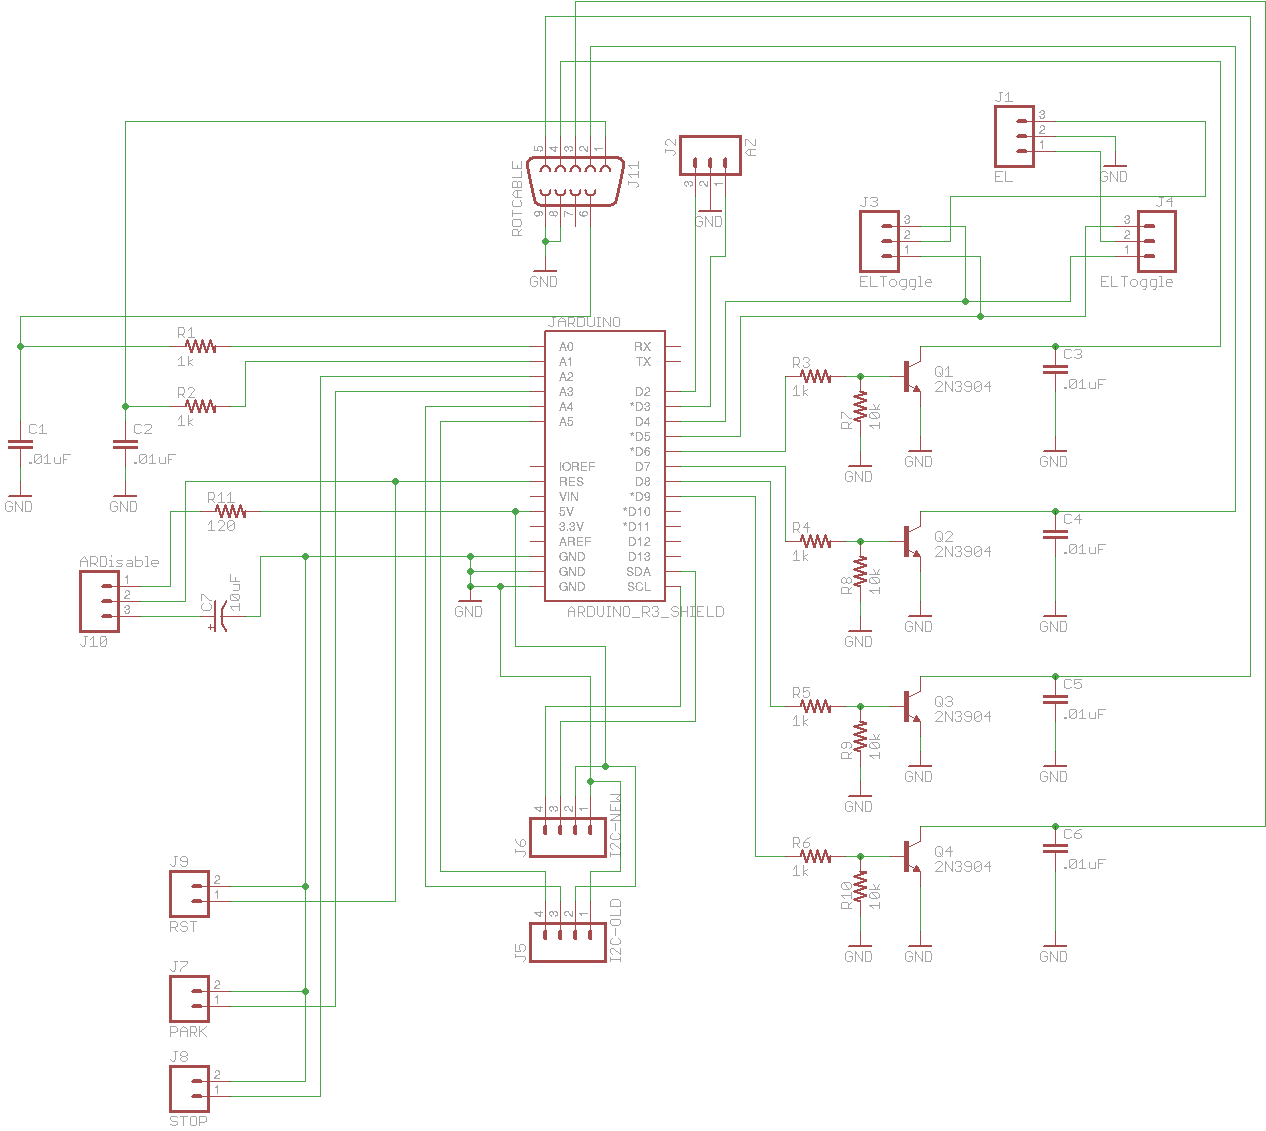 J1
3
2
1
EL
GND
J2
AZ
3
2
1
GND
5
4
3
2
1
J11
ROTCABLE
9
8
7
6
GND
J3
3
2
1
ELToggle
J4
3
2
1
ELToggle
JARDUINO
A0
A1
A2
A3
A4
A5
IOREF
RES
VIN
5V
3.3V
AREF
GND
GND
GND
RX
TX
D2
*D3
D4
*D5
*D6
D7
D8
*D9
*D10
*D11
D12
D13
SDA
SCL
ARDUINO_R3_SHIELD
GND
R1
1k
R2
1k
C1
.01uF
GND
C2
.01uF
GND
R11
120
ARDisable
1
2
3
J10
C7
+
10uF
R3
1k
R7
10k
GND
Q1
2N3904
GND
C3
.01uF
GND
R4
1k
R8
10k
GND
Q2
2N3904
GND
C4
.01uF
GND
R5
1k
R9
10k
GND
Q3
2N3904
GND
C5
.01uF
GND
R6
1k
R10
10k
GND
Q4
2N3904
GND
C6
.01uF
GND
4
3
2
1
J6
I2C-NEW
4
3
2
1
J5
I2C-OLD
J9
2
1
RST
J7
2
1
PARK
J8
2
1
STOP